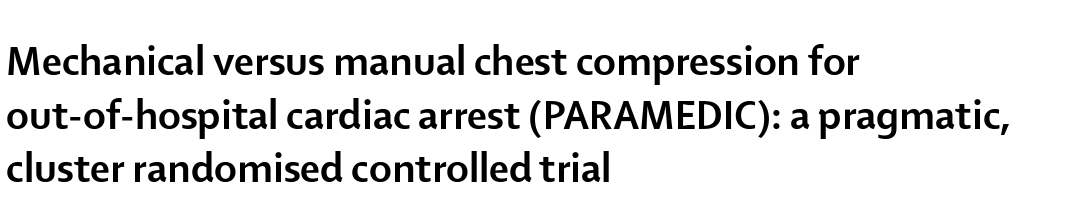 Mechanical versus manual chest compression for
out-of-hospital cardiac arrest (PARAMEDIC): a pragmatic,
cluster randomised controlled trial